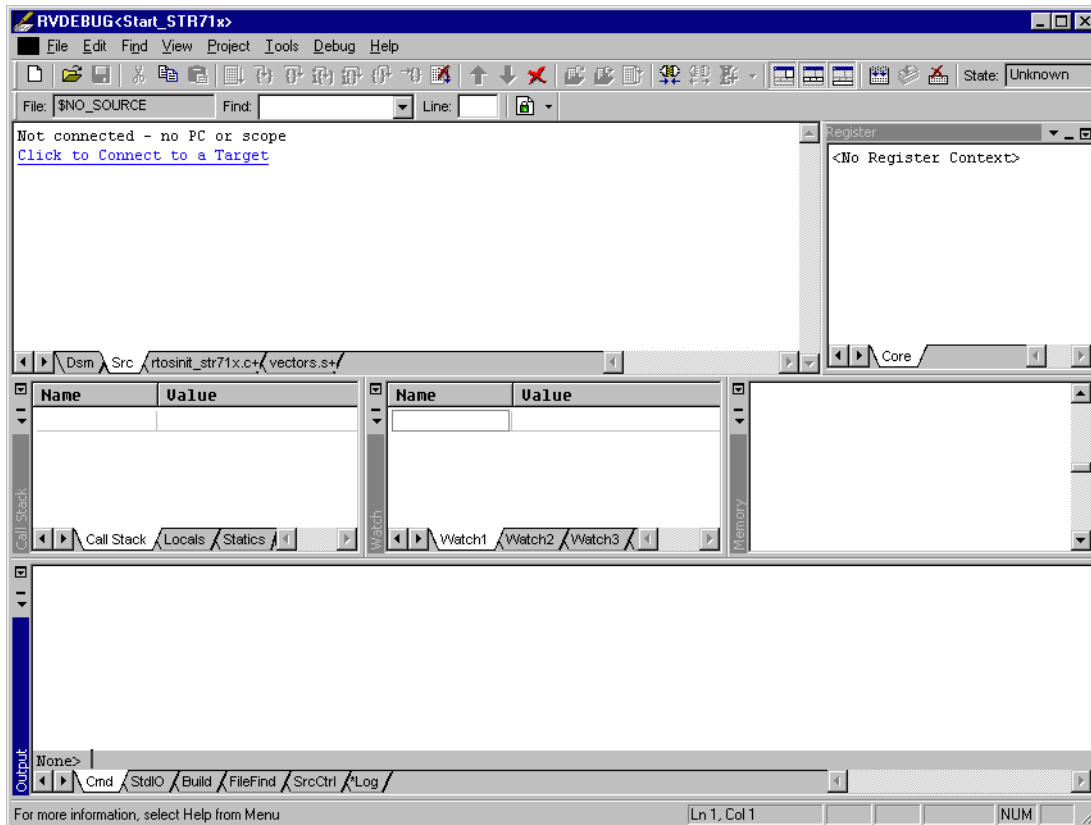 RVDEBUG<Start_STR71x>
File Edit Find View Project Tools Debug Help
State: Unknown
File: $NO_SOURCE Find: Line:
Not connected - no PC or scope
Click to Connect to a Target
Register
<No Register Context>
Dsm Src rtosinit_str71x.c+ vectors.s+
Core
Name Value
Name Value
Call Stack
Watch
Memory
Call Stack Locals Statics
Watch1 Watch2 Watch3
Output
None>
Cmd StdIO Build FileFind SrcCtrl *Log
For more information, select Help from Menu
Ln 1, Col 1
NUM